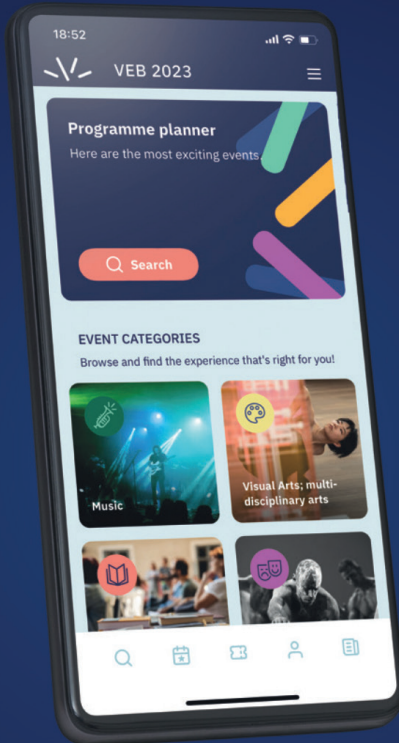 18:52
VEB 2023
Programme planner
Here are the most exciting events.
Search
EVENT CATEGORIES
Browse and find the experience that's right for you!
Music
Visual Arts; multi-
disciplinary arts